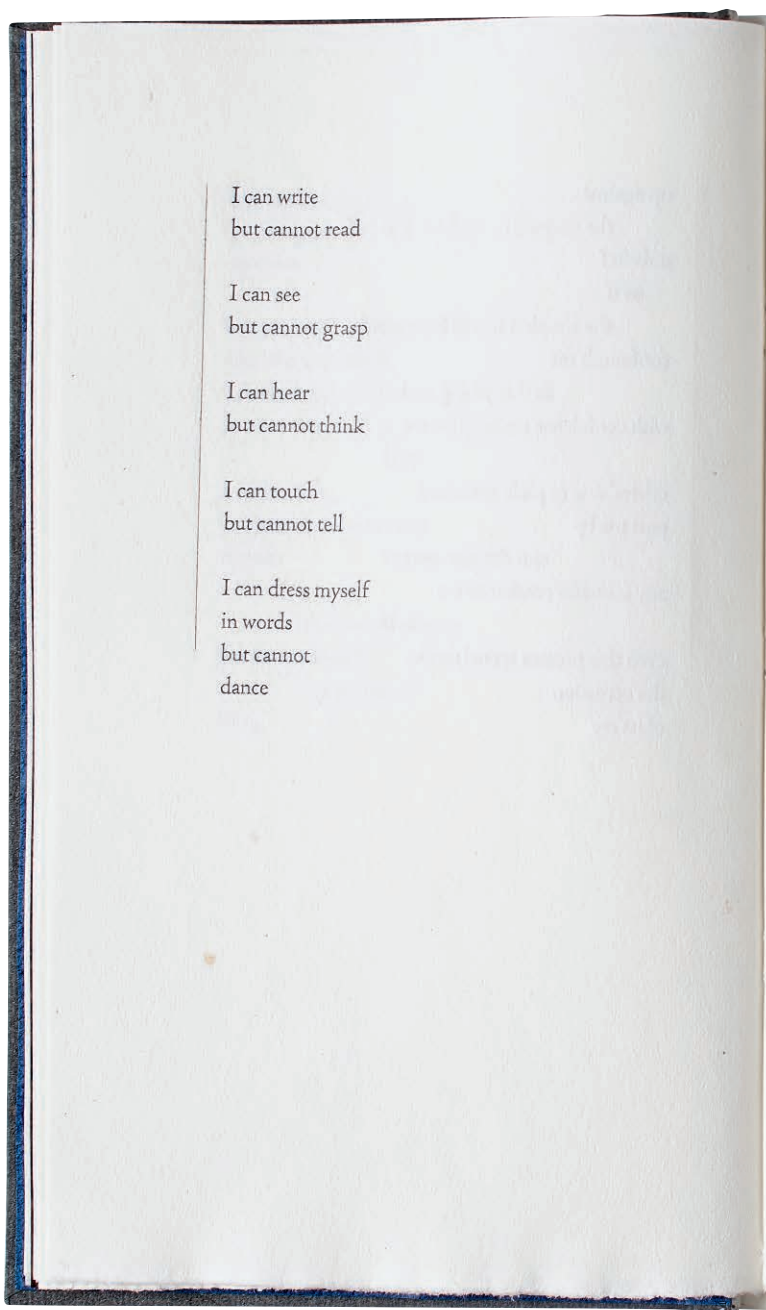 I can write
but cannot read
I can see
but cannot grasp
I can hear
but cannot think
I can touch
but cannot tell
I can dress myself
in words
but cannot
dance